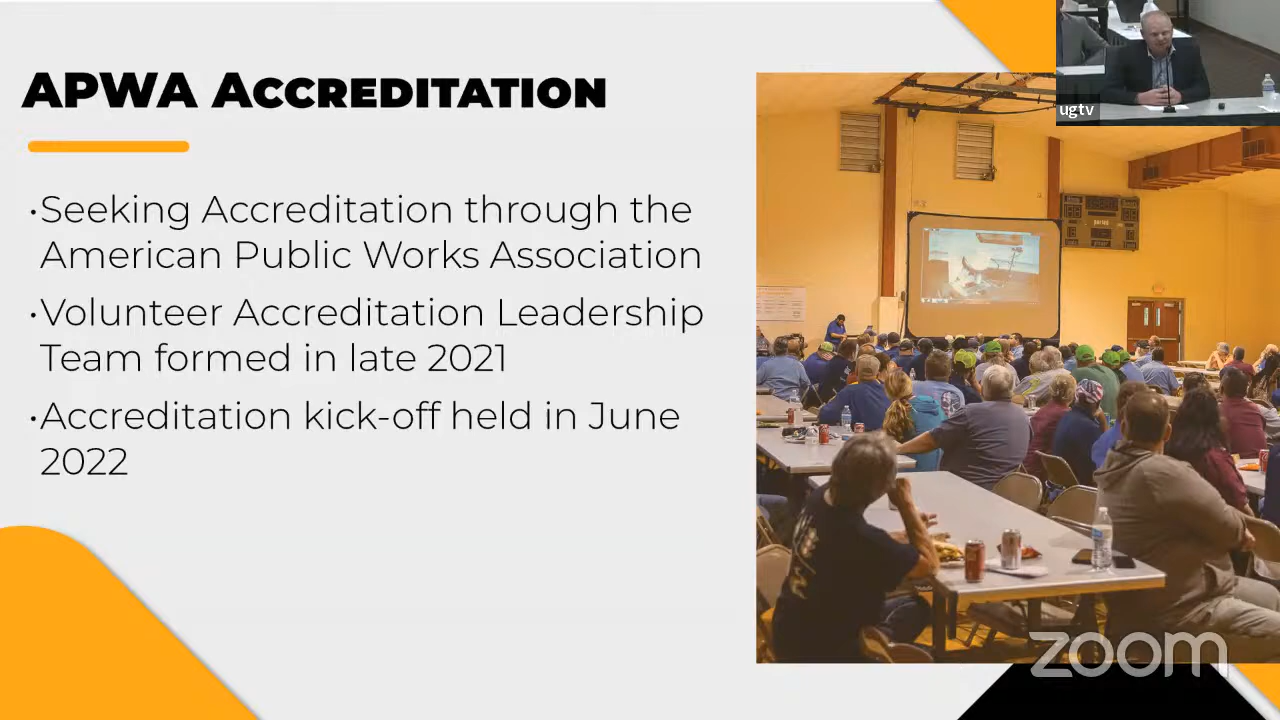 APWA ACCREDITATION
•Seeking Accreditation through the
American Public Works Association
•Volunteer Accreditation Leadership
Team formed in late 2021
•Accreditation kick-off held in June
2022
ugtv
zoom